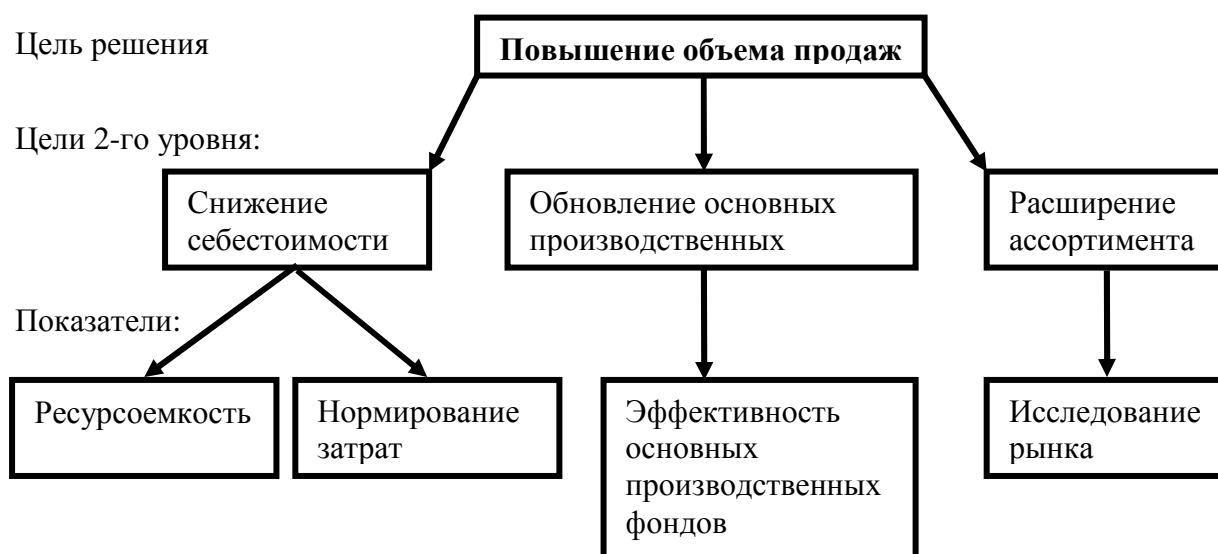 Цель решения
Повышение объема продаж
Цели 2-го уровня:
Снижение
себестоимости
Обновление основных
производственных
Расширение
ассортимента
Показатели:
Ресурсоемкость
Нормирование
затрат
Эффективность
основных
производственных
фондов
Исследование
рынка